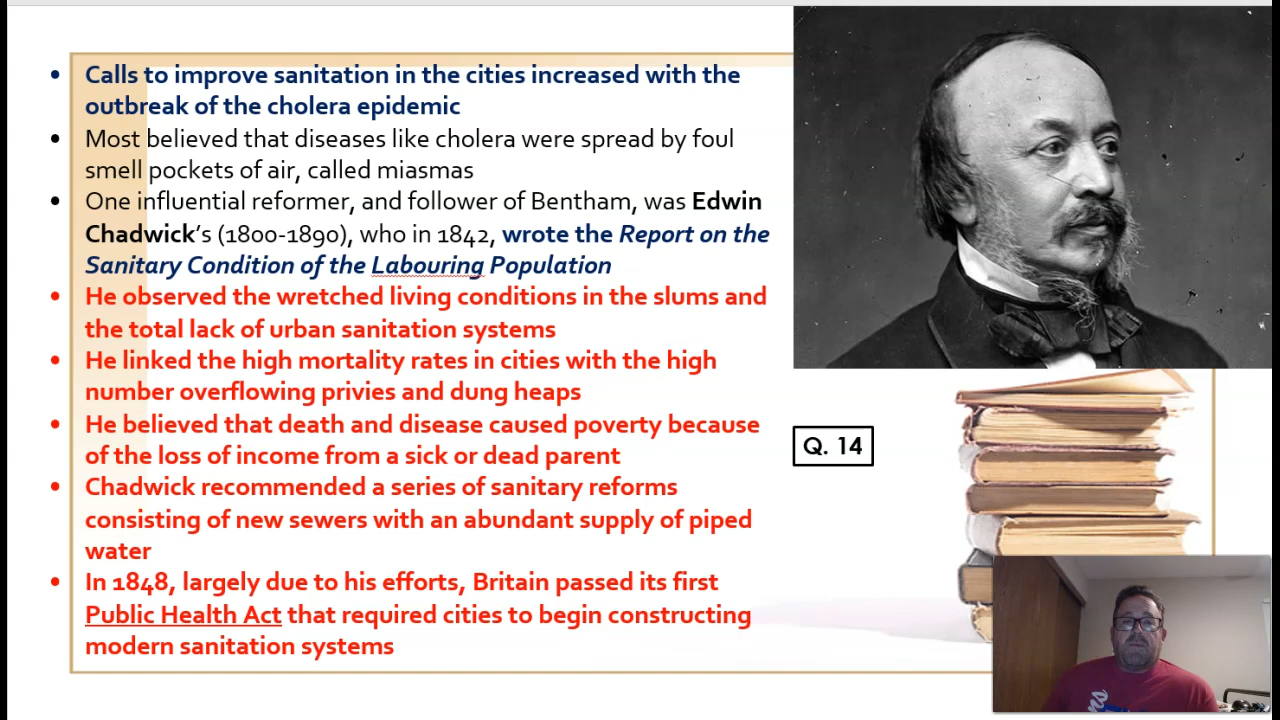 • Calls to improve sanitation in the cities increased with the
outbreak of the cholera epidemic
• Most believed that diseases like cholera were spread by foul
smell pockets of air, called miasmas
• One influential reformer, and follower of Bentham, was Edwin
Chadwick's (1800-1890), who in 1842, wrote the Report on the
Sanitary Condition of the Labouring Population
• He observed the wretched living conditions in the slums and
the total lack of urban sanitation systems
• He linked the high mortality rates in cities with the high
number overflowing privies and dung heaps
• He believed that death and disease caused poverty because
of the loss of income from a sick or dead parent
• Chadwick recommended a series of sanitary reforms
consisting of new sewers with an abundant supply of piped
water
• In 1848, largely due to his efforts, Britain passed its first
Public Health Act that required cities to begin constructing
modern sanitation systems
Q. 14